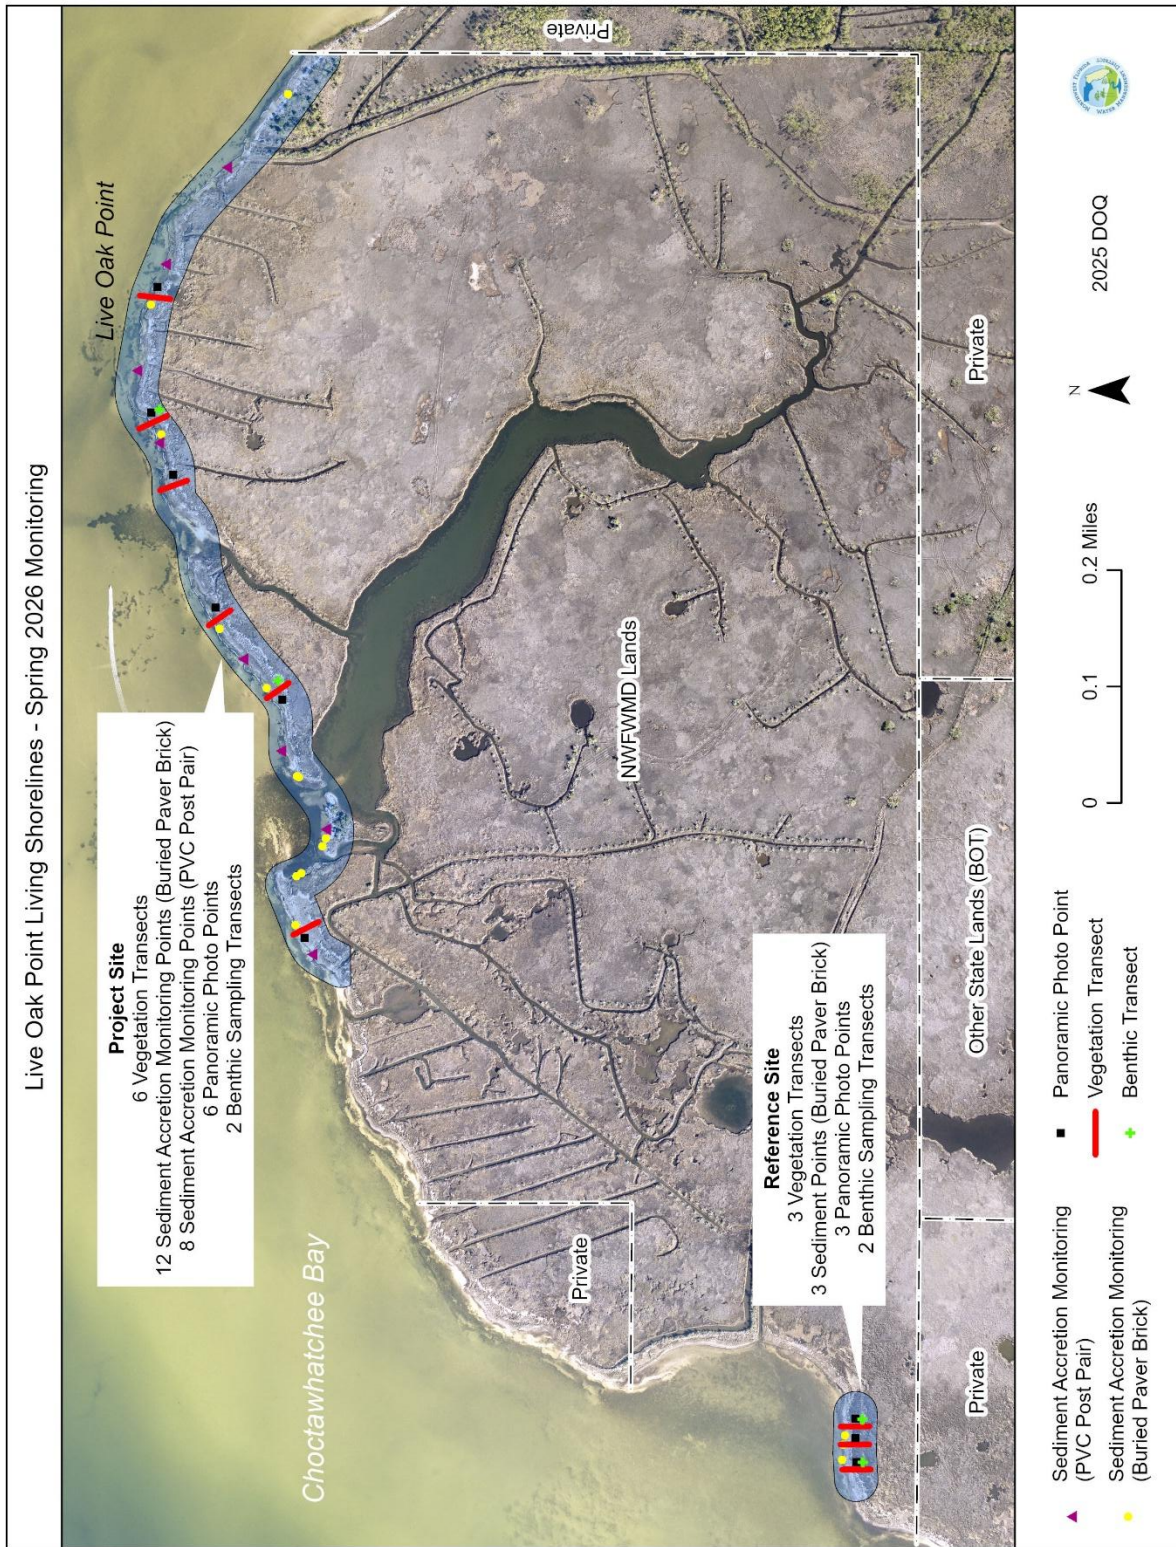 Live Oak Point Living Shorelines - Spring 2026 Monitoring
Live Oak Point
Private
Project Site
6 Vegetation Transects
12 Sediment Accretion Monitoring Points (Buried Paver Brick)
8 Sediment Accretion Monitoring Points (PVC Post Pair)
6 Panoramic Photo Points
2 Benthic Sampling Transects
Choctawhatchee Bay
NWFWMD Lands
Private
Reference Site
3 Vegetation Transects
3 Sediment Points (Buried Paver Brick)
3 Panoramic Photo Points
2 Benthic Sampling Transects
Private
Other State Lands (BOT)
Private
Sediment Accretion Monitoring
(PVC Post Pair)
Sediment Accretion Monitoring
(Buried Paver Brick)
Panoramic Photo Point
Vegetation Transect
Benthic Transect
0 0.1 0.2 Miles
N
2025 DOQ
Northwest Florida Water Management District